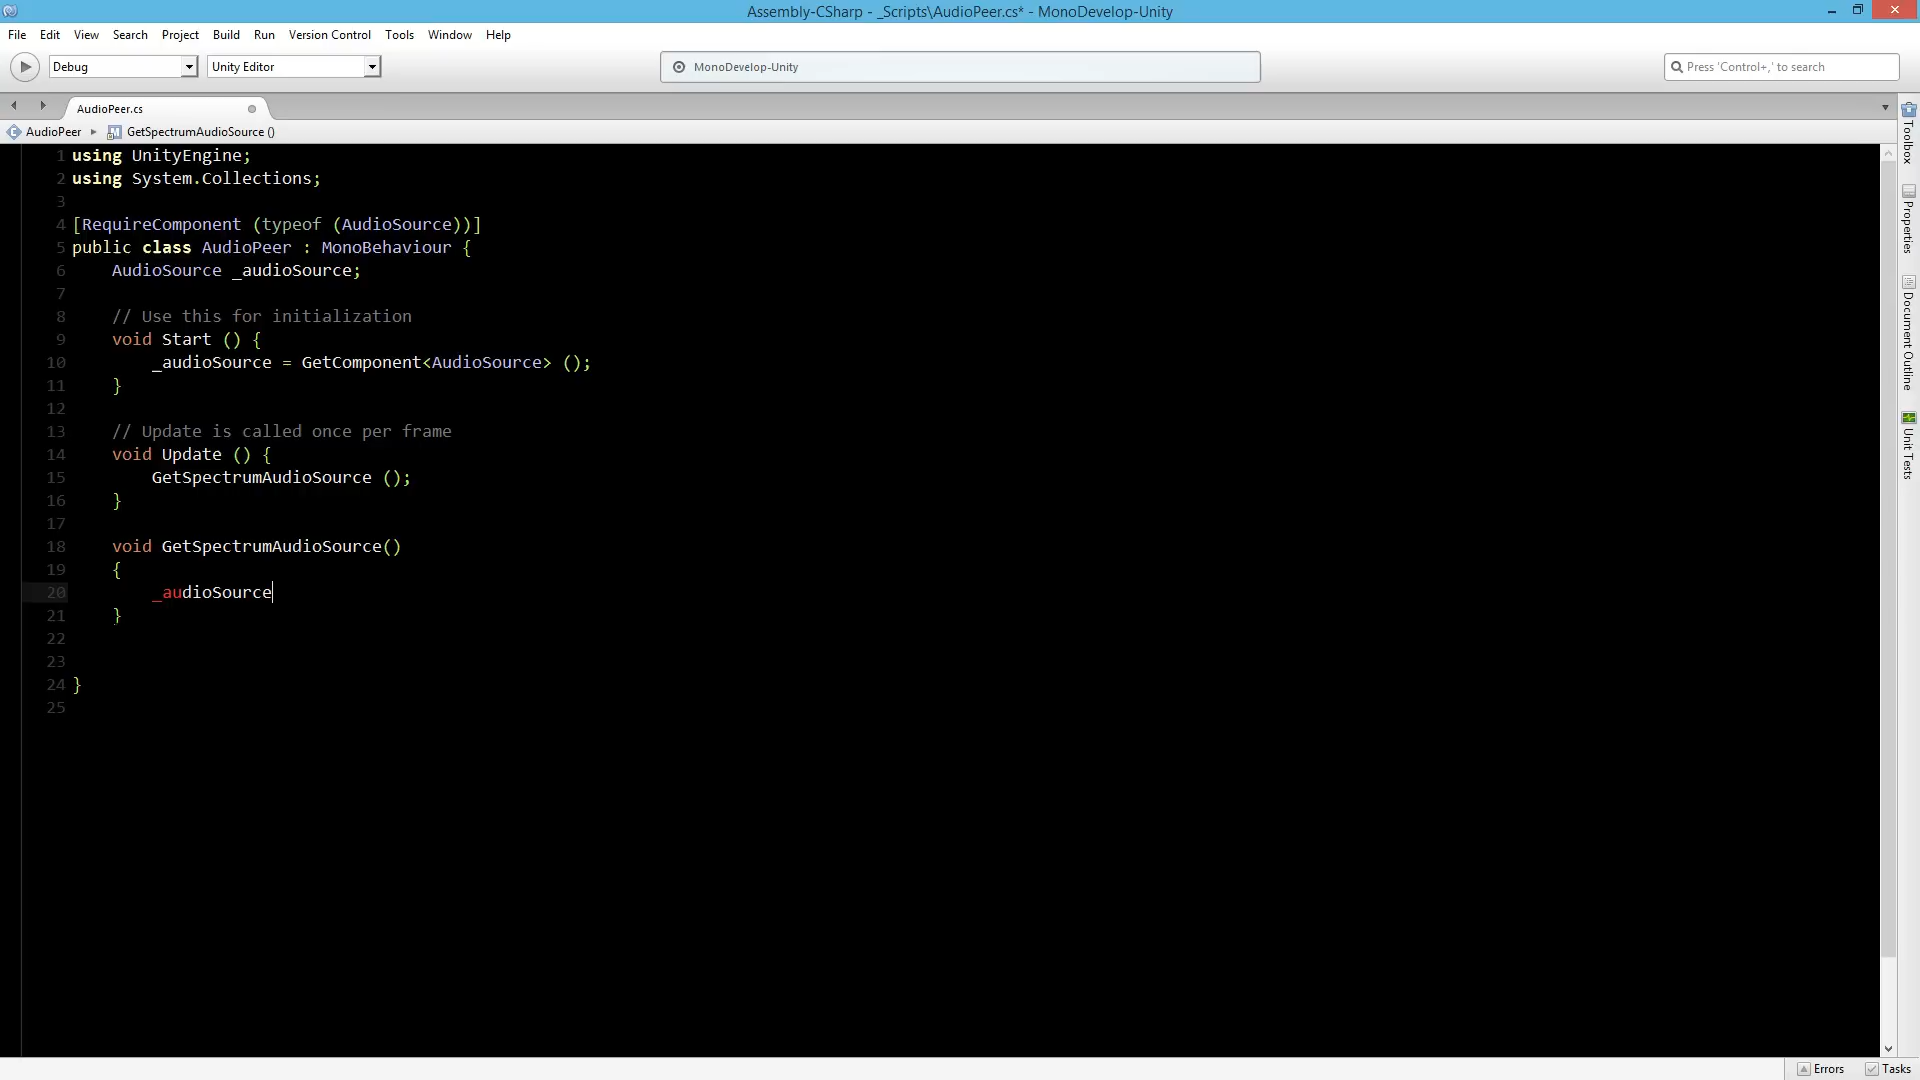 Assembly-CSharp - _Scripts\AudioPeer.cs* - MonoDevelop-Unity
File Edit View Search Project Build Run Version Control Tools Window Help
Debug Unity Editor MonoDevelop-Unity Press 'Control+,' to search
AudioPeer.cs
AudioPeer GetSpectrumAudioSource ()
1 using UnityEngine;
2 using System.Collections;
3
4 [RequireComponent (typeof (AudioSource))]
5 public class AudioPeer : MonoBehaviour {
6 AudioSource _audioSource;
7
8 // Use this for initialization
9 void Start () {
10 _audioSource = GetComponent<AudioSource> ();
11 }
12
13 // Update is called once per frame
14 void Update () {
15 GetSpectrumAudioSource ();
16 }
17
18 void GetSpectrumAudioSource()
19 {
20 _audioSource
21 }
22
23
24 }
25
Toolbox
Properties
Document Outline
Unit Tests
Errors Tasks